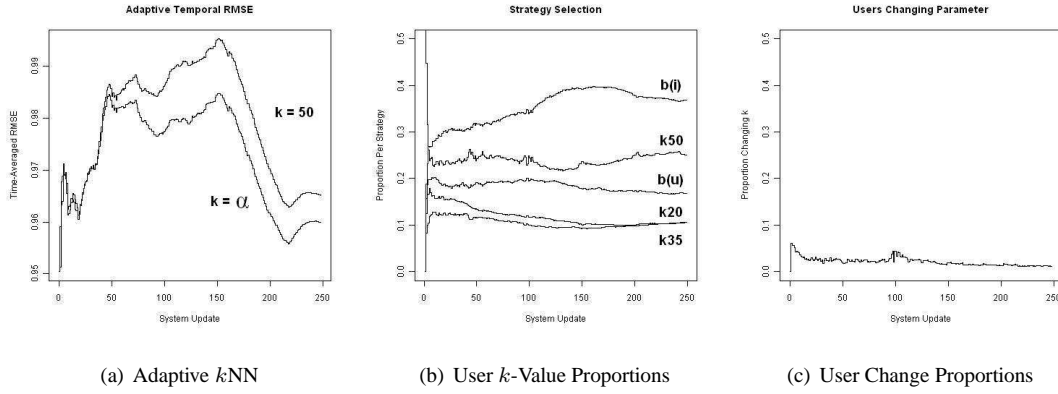 Adaptive Temporal RMSE
Time-Averaged RMSE
0.99
0.98
0.97
0.96
0.95
k = 50
k = α
0 50 100 150 200 250
System Update
(a) Adaptive kNN
Strategy Selection
Proportion Per Strategy
0.5
0.4
0.3
0.2
0.1
0.0
b(i)
k50
b(u)
k20
k35
0 50 100 150 200 250
System Update
(b) User k-Value Proportions
Users Changing Parameter
Proportion Changing k
0.5
0.4
0.3
0.2
0.1
0.0
0 50 100 150 200 250
System Update
(c) User Change Proportions